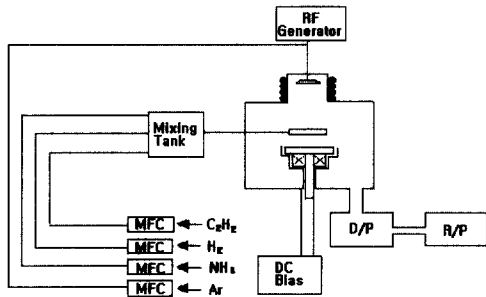 RF
Generator
Mixing
Tank
MFC
C₂H₂
MFC
H₂
MFC
NH₃
MFC
Ar
D/P
R/P
DC
Bias